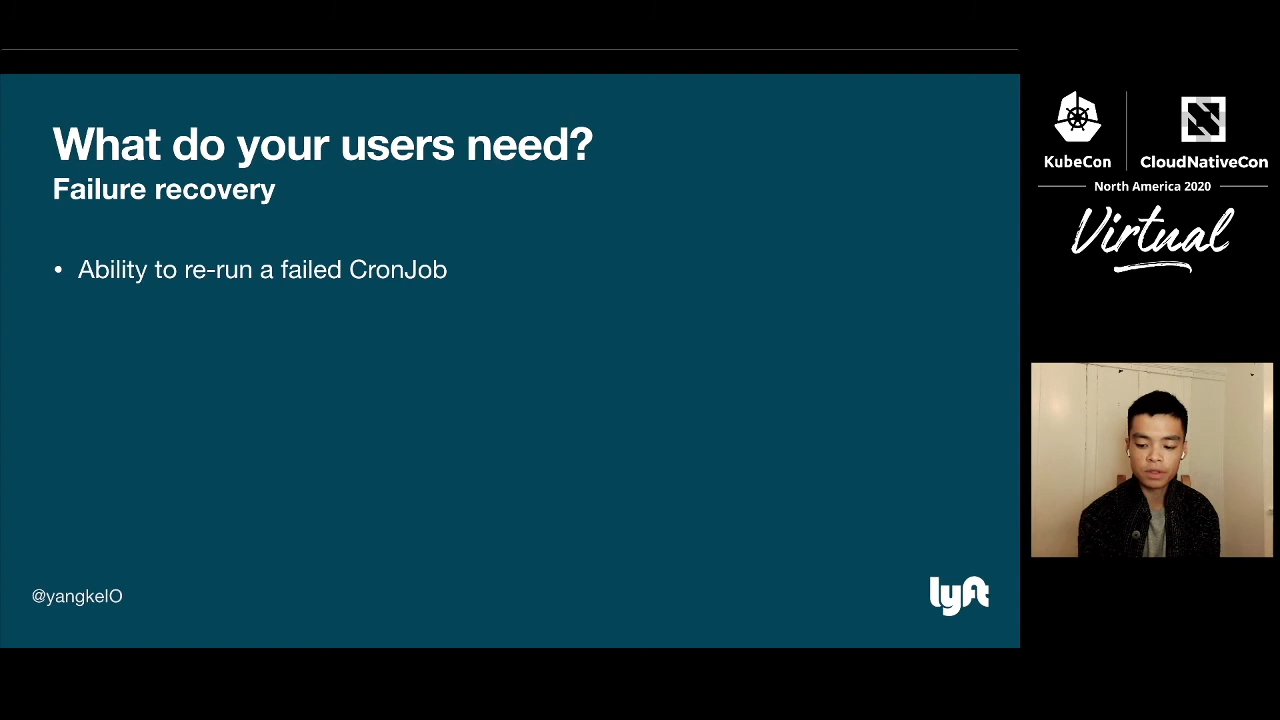 What do your users need?
Failure recovery
• Ability to re-run a failed CronJob
@yangkeIO
lyft
KubeCon
CloudNativeCon
North America 2020
Virtual